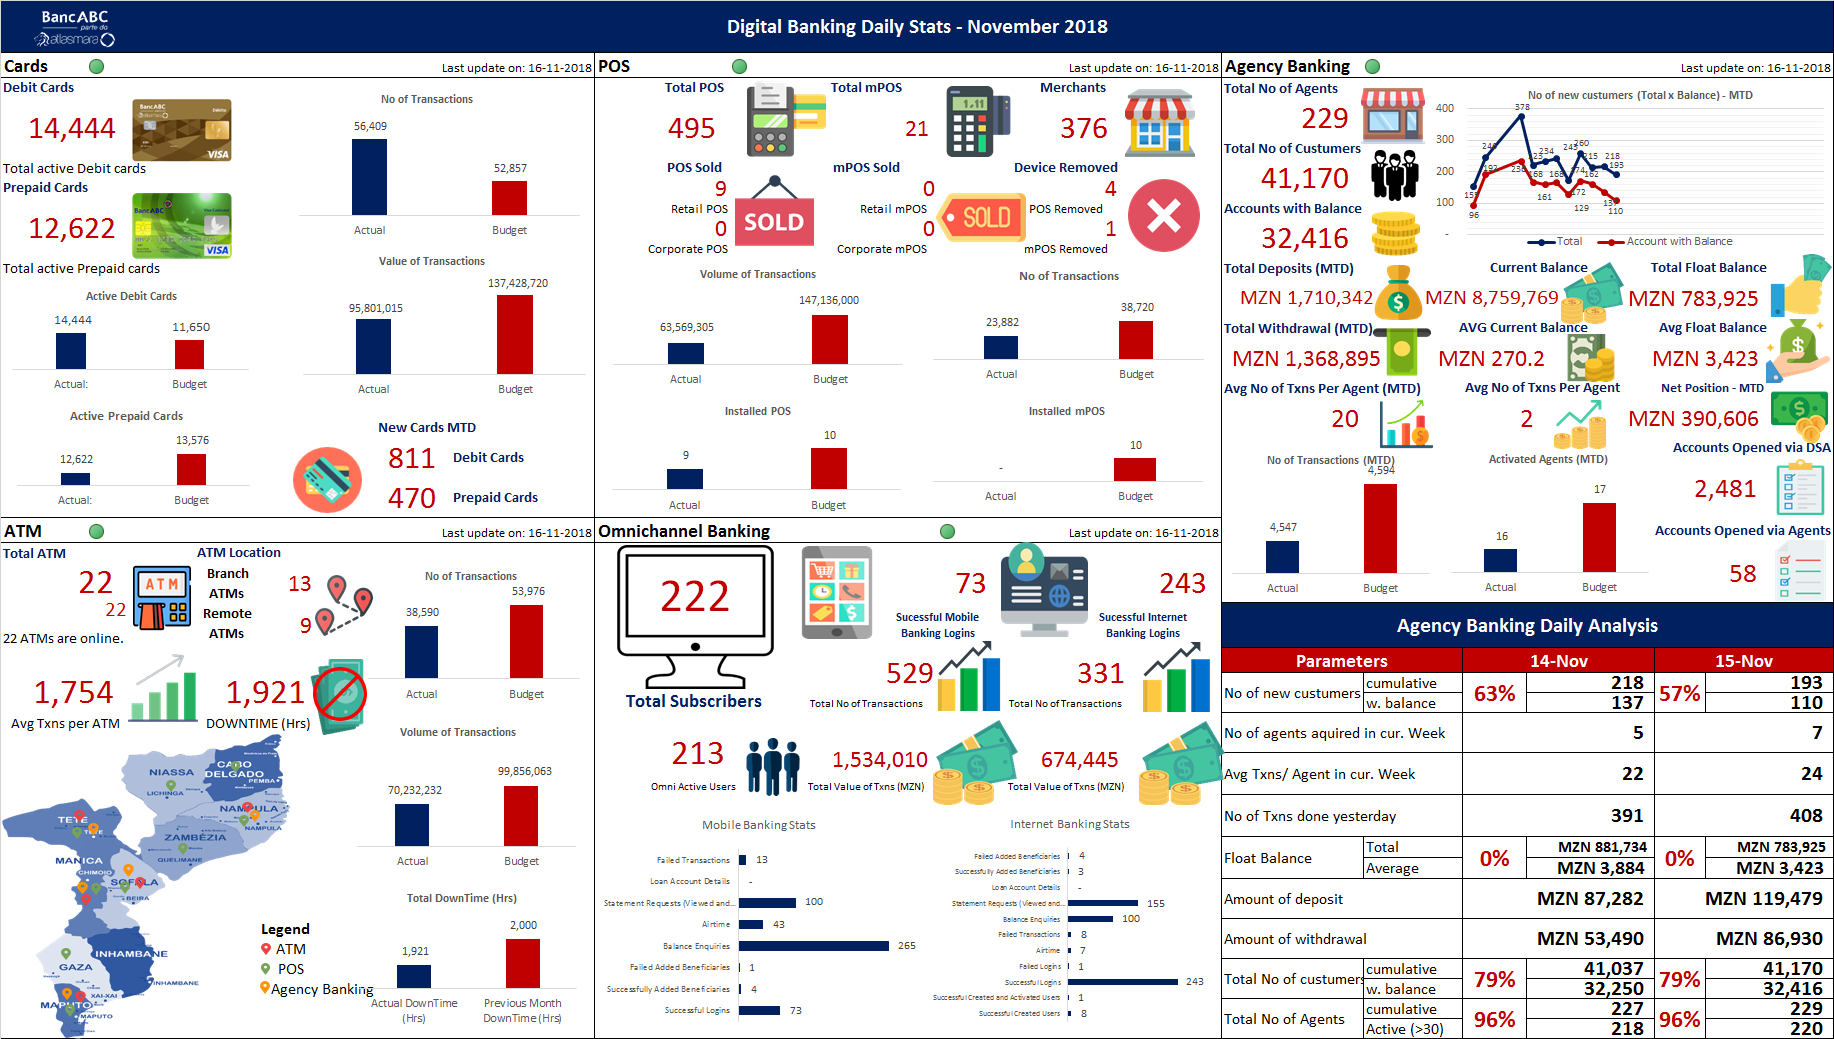 BancABC
parte do
atlasmara
Digital Banking Daily Stats - November 2018
Cards
Last update on: 16-11-2018
Debit Cards
14,444
Total active Debit cards
Prepaid Cards
12,622
Total active Prepaid cards
BancABC
VISA
BancABC
VISA
No of Transactions
56,409
52,857
Actual
Budget
Value of Transactions
95,801,015
137,428,720
Actual
Budget
Active Debit Cards
14,444
11,650
Actual:
Budget
Active Prepaid Cards
12,622
13,576
Actual:
Budget
New Cards MTD
811 Debit Cards
470 Prepaid Cards
POS
Last update on: 16-11-2018
Total POS
495
Total mPOS
21
1.11
Merchants
376
POS Sold
9
Retail POS
0
Corporate POS
SOLD
mPOS Sold
0
Retail mPOS
0
Corporate mPOS
SOLD
Device Removed
4
POS Removed
1
mPOS Removed
Volume of Transactions
63,569,305
147,136,000
Actual
Budget
No of Transactions
23,882
38,720
Actual
Budget
Installed POS
9
10
Actual
Budget
Installed mPOS
-
10
Actual
Budget
Agency Banking
Last update on: 16-11-2018
Total No of Agents
229
Total No of Custumers
41,170
Accounts with Balance
32,416
No of new custumers (Total x Balance) - MTD
400
300
200
100
-
378
234
243
260
215
218
193
96
192
168
161
168
172
129
162
110
Total
Account with Balance
Total Deposits (MTD)
MZN 1,710,342
Current Balance
MZN 8,759,769
Total Float Balance
MZN 783,925
Total Withdrawal (MTD)
MZN 1,368,895
AVG Current Balance
MZN 270.2
Avg Float Balance
MZN 3,423
Avg No of Txns Per Agent (MTD)
20
Avg No of Txns Per Agent
2
Net Position - MTD
MZN 390,606
No of Transactions (MTD)
4,547
4,594
Actual
Budget
Activated Agents (MTD)
16
17
Actual
Budget
Accounts Opened via DSA
2,481
Accounts Opened via Agents
58
ATM
Last update on: 16-11-2018
Total ATM
22
22
22 ATMs are online.
ATM
ATM Location
Branch
ATMs
13
Remote
ATMs
9
1,754
Avg Txns per ATM
1,921
DOWNTIME (Hrs)
No of Transactions
38,590
53,976
Actual
Budget
Volume of Transactions
70,232,232
99,856,063
Actual
Budget
Total DownTime (Hrs)
1,921
2,000
Actual DownTime
(Hrs)
Previous Month
DownTime (Hrs)
NIASSA
LICHINGA
CABO
DELGADO
PEMBA
NAMPULA
NAMPULA
TETE
TETE
ZAMBÉZIA
QUELIMANE
MANICA
CHIMOIO
SOFALA
BEIRA
INHAMBANE
INHAMBANE
GAZA
XAI-XAI
MAPUTO
MAPUTO
Legend
ATM
POS
Agency Banking
Omnichannel Banking
Last update on: 16-11-2018
222
Total Subscribers
73
Sucessful Mobile
Banking Logins
243
Sucessful Internet
Banking Logins
529
Total No of Transactions
331
Total No of Transactions
213
Omni Active Users
1,534,010
Total Value of Txns (MZN)
674,445
Total Value of Txns (MZN)
Mobile Banking Stats
Failed Transactions 13
Loan Account Details -
Statement Requests (Viewed and... 100
Airtime 43
Balance Enquiries 265
Failed Added Beneficiaries 1
Successfully Added Beneficiaries 4
Successful Logins 73
Internet Banking Stats
Failed Added Beneficiaries 4
Successfully Added Beneficiaries 3
Loan Account Details -
Statement Requests (Viewed and... 155
Balance Enquiries 100
Failed Transactions 8
Airtime 7
Failed Logins 1
Successful Logins 243
Successful Created and Activated Users 1
Successful Created Users 8
Agency Banking Daily Analysis
Parameters 14-Nov 15-Nov
No of new custumers cumulative 63% 218 57% 193
w. balance 137 110
No of agents aquired in cur. Week 5 7
Avg Txns/ Agent in cur. Week 22 24
No of Txns done yesterday 391 408
Float Balance Total 0% MZN 881,734 0% MZN 783,925
Average MZN 3,884 MZN 3,423
Amount of deposit MZN 87,282 MZN 119,479
Amount of withdrawal MZN 53,490 MZN 86,930
Total No of custumers cumulative 79% 41,037 79% 41,170
w. balance 32,250 32,416
Total No of Agents cumulative 96% 227 96% 229
Active (>30) 218 220